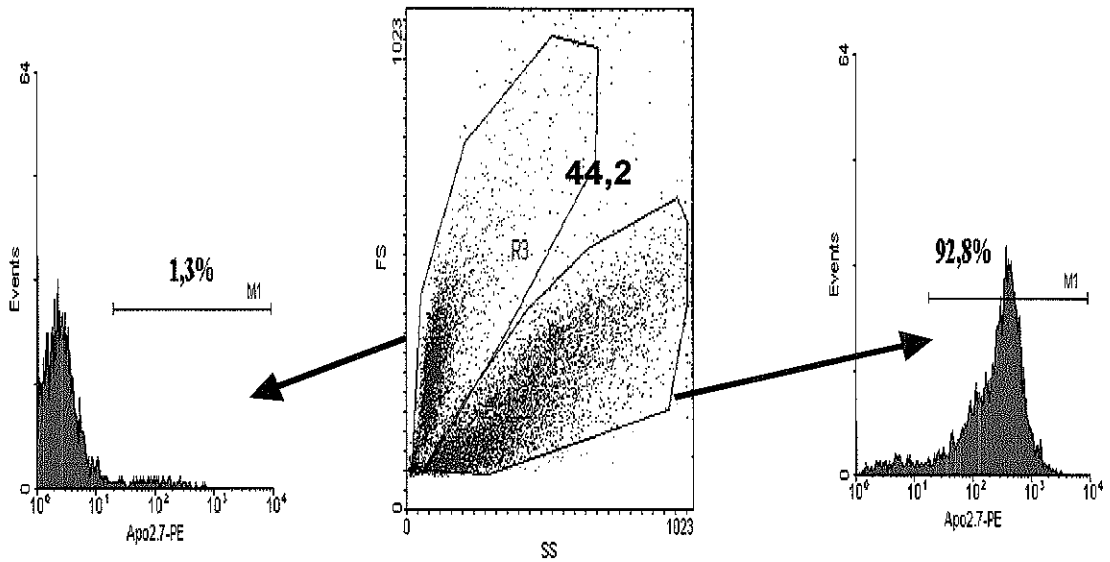 64
Events
0
1,3%
M1
10^0 10^1 10^2 10^3 10^4
Apo2.7-PE
1023
FS
0
44,2
R3
0 1023
SS
64
Events
0
92,8%
M1
10^0 10^1 10^2 10^3 10^4
Apo2.7-PE